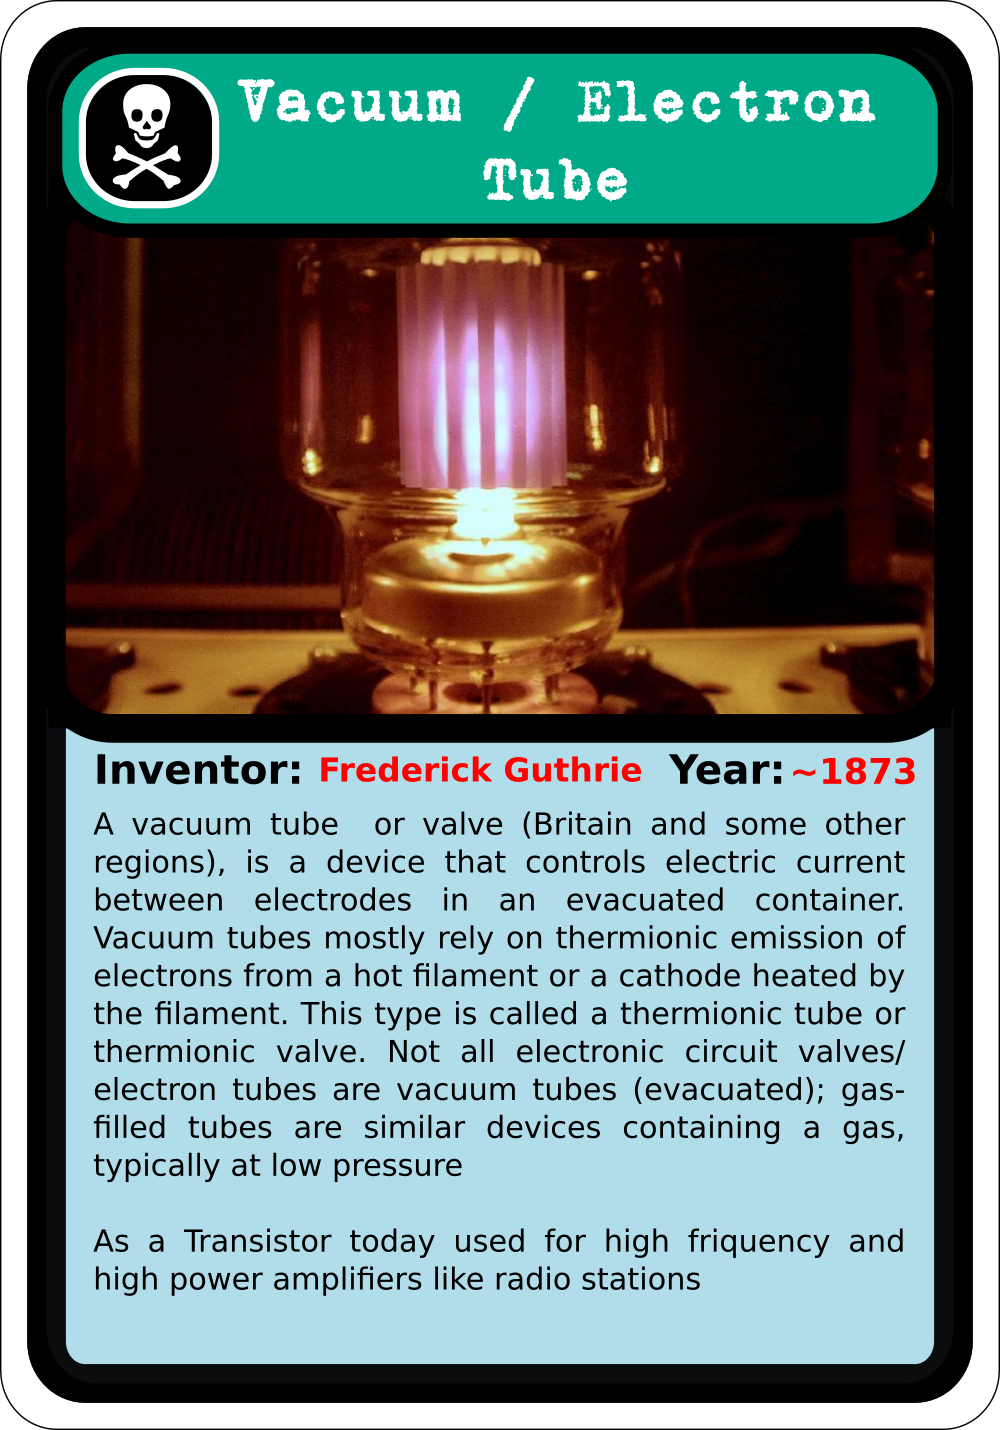 Vacuum / Electron
Tube
Inventor: Frederick Guthrie Year: ~1873
A vacuum tube or valve (Britain and some other
regions), is a device that controls electric current
between electrodes in an evacuated container.
Vacuum tubes mostly rely on thermionic emission of
electrons from a hot filament or a cathode heated by
the filament. This type is called a thermionic tube or
thermionic valve. Not all electronic circuit valves/
electron tubes are vacuum tubes (evacuated); gas-
filled tubes are similar devices containing a gas,
typically at low pressure
As a Transistor today used for high friquency and
high power amplifiers like radio stations